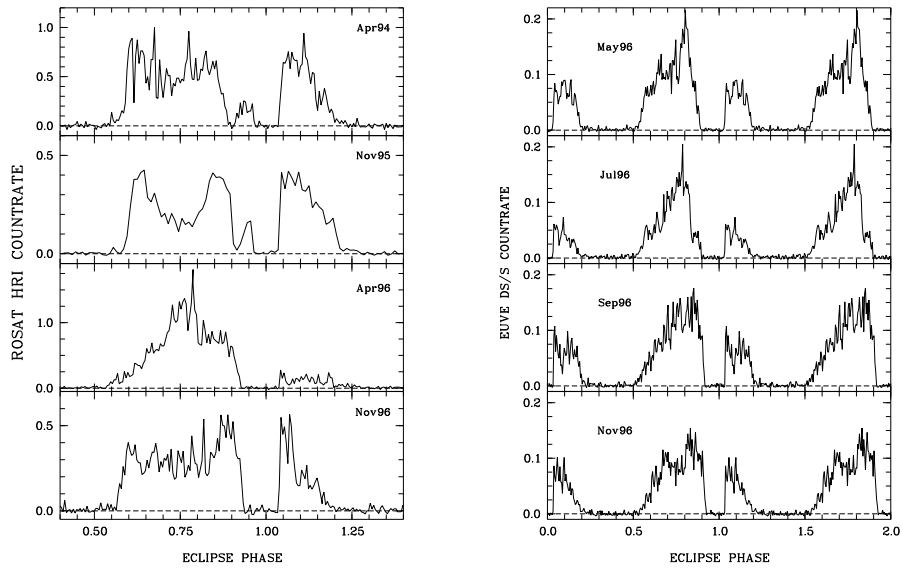 ROSAT HRI COUNTRATE
1.0
0.5
0.0
Apr94
0.5
0.0
Nov95
1.0
0.0
Apr96
0.5
0.0
Nov96
0.50 0.75 1.00 1.25
ECLIPSE PHASE
EUVE DS/S COUNTRATE
0.2
0.1
0.0
May96
0.2
0.1
0.0
Jul96
0.2
0.1
0.0
Sep96
0.2
0.1
0.0
Nov96
0.0 0.5 1.0 1.5 2.0
ECLIPSE PHASE